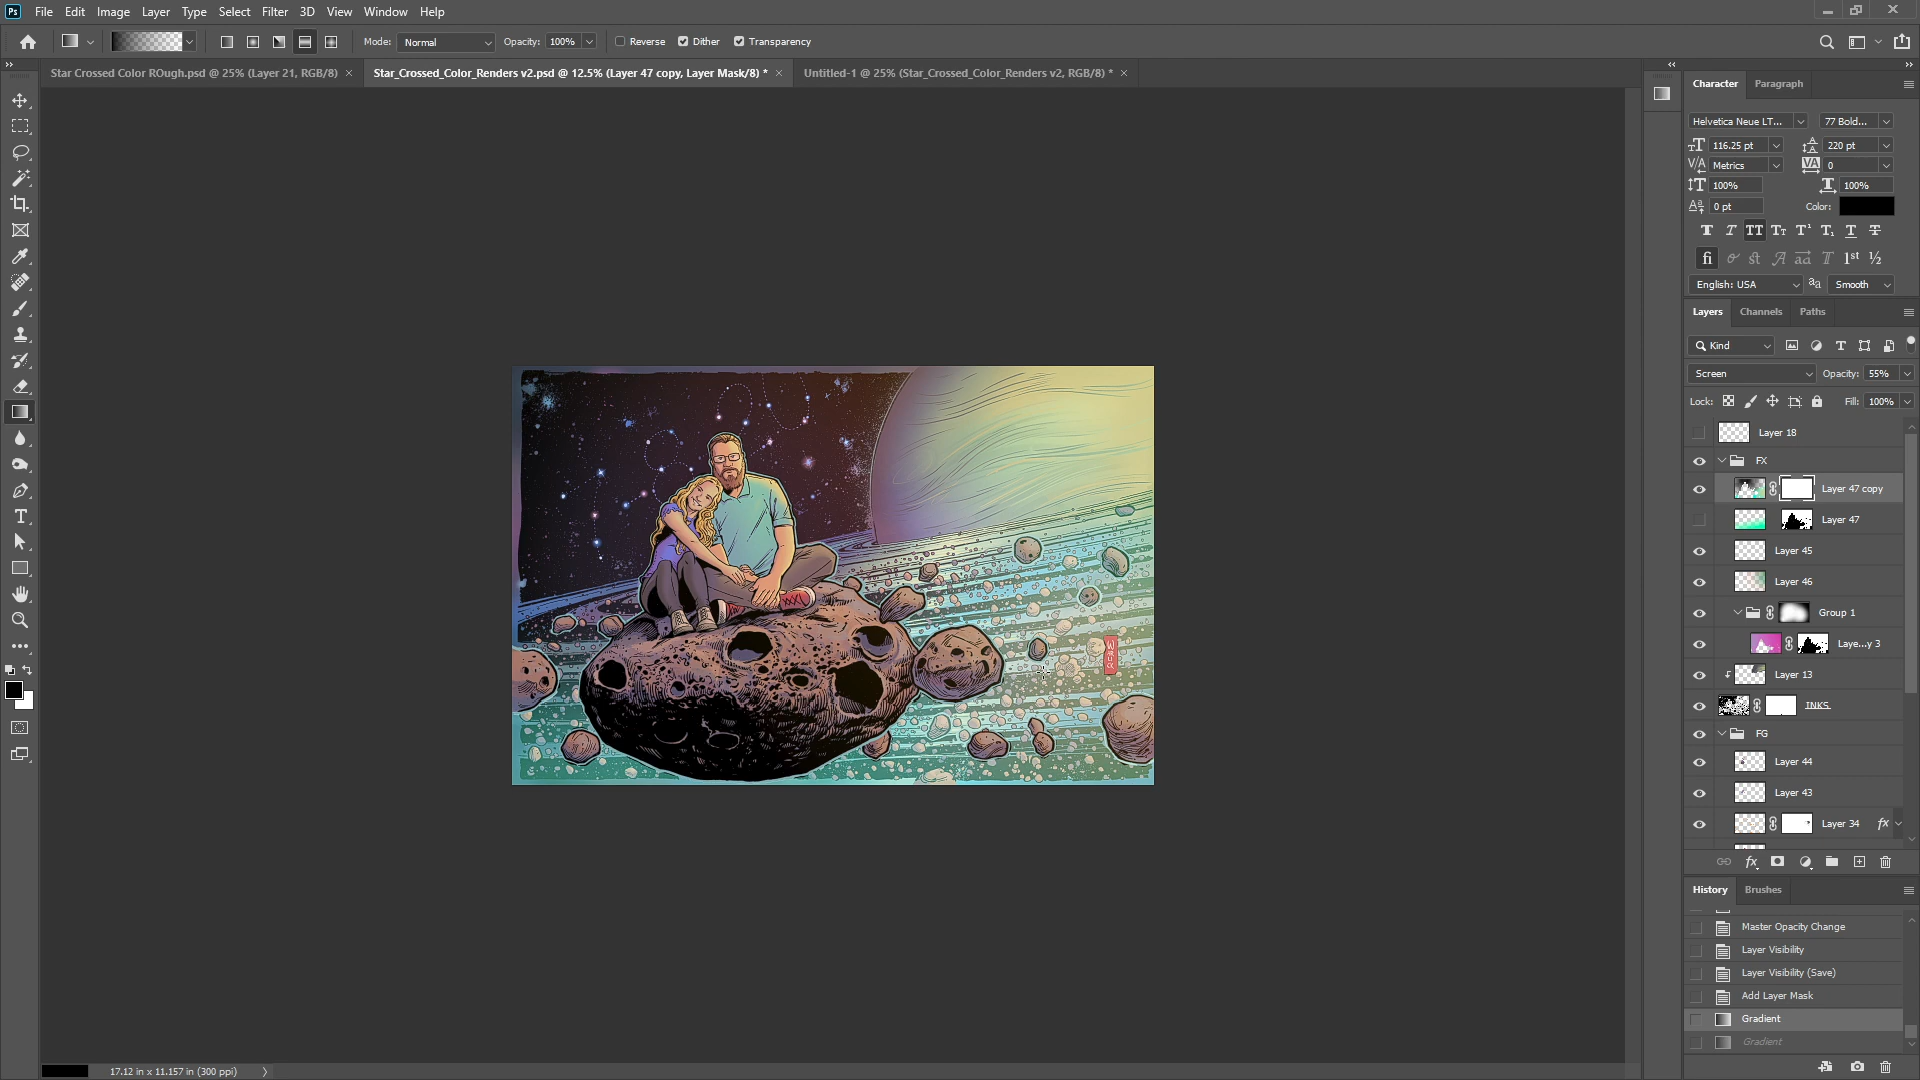 Ps File Edit Image Layer Type Select Filter 3D View Window Help
Mode: Normal Opacity: 100% Reverse Dither Transparency
Star Crossed Color ROugh.psd @ 25% (Layer 21, RGB/8) × Star_Crossed_Color_Renders v2.psd @ 12.5% (Layer 47 copy, Layer Mask/8) * × Untitled-1 @ 25% (Star_Crossed_Color_Renders v2, RGB/8) * ×
Character Paragraph
Helvetica Neue LT... 77 Bold...
116.25 pt 220 pt
Metrics 0
100% 100%
0 pt Color:
English: USA Smooth
Layers Channels Paths
Kind
Screen Opacity: 55%
Lock: Fill: 100%
Layer 18
FX
Layer 47 copy
Layer 47
Layer 45
Layer 46
Group 1
Laye...y 3
Layer 13
INKS
FG
Layer 44
Layer 43
Layer 34 fx
History Brushes
Master Opacity Change
Layer Visibility
Layer Visibility (Save)
Add Layer Mask
Gradient
Gradient
17.12 in x 11.157 in (300 ppi)